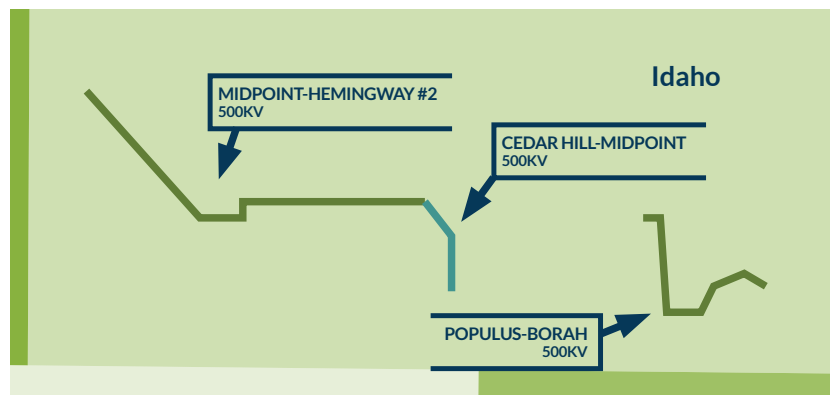 Idaho
MIDPOINT-HEMINGWAY #2
500KV
CEDAR HILL-MIDPOINT
500KV
POPULUS-BORAH
500KV